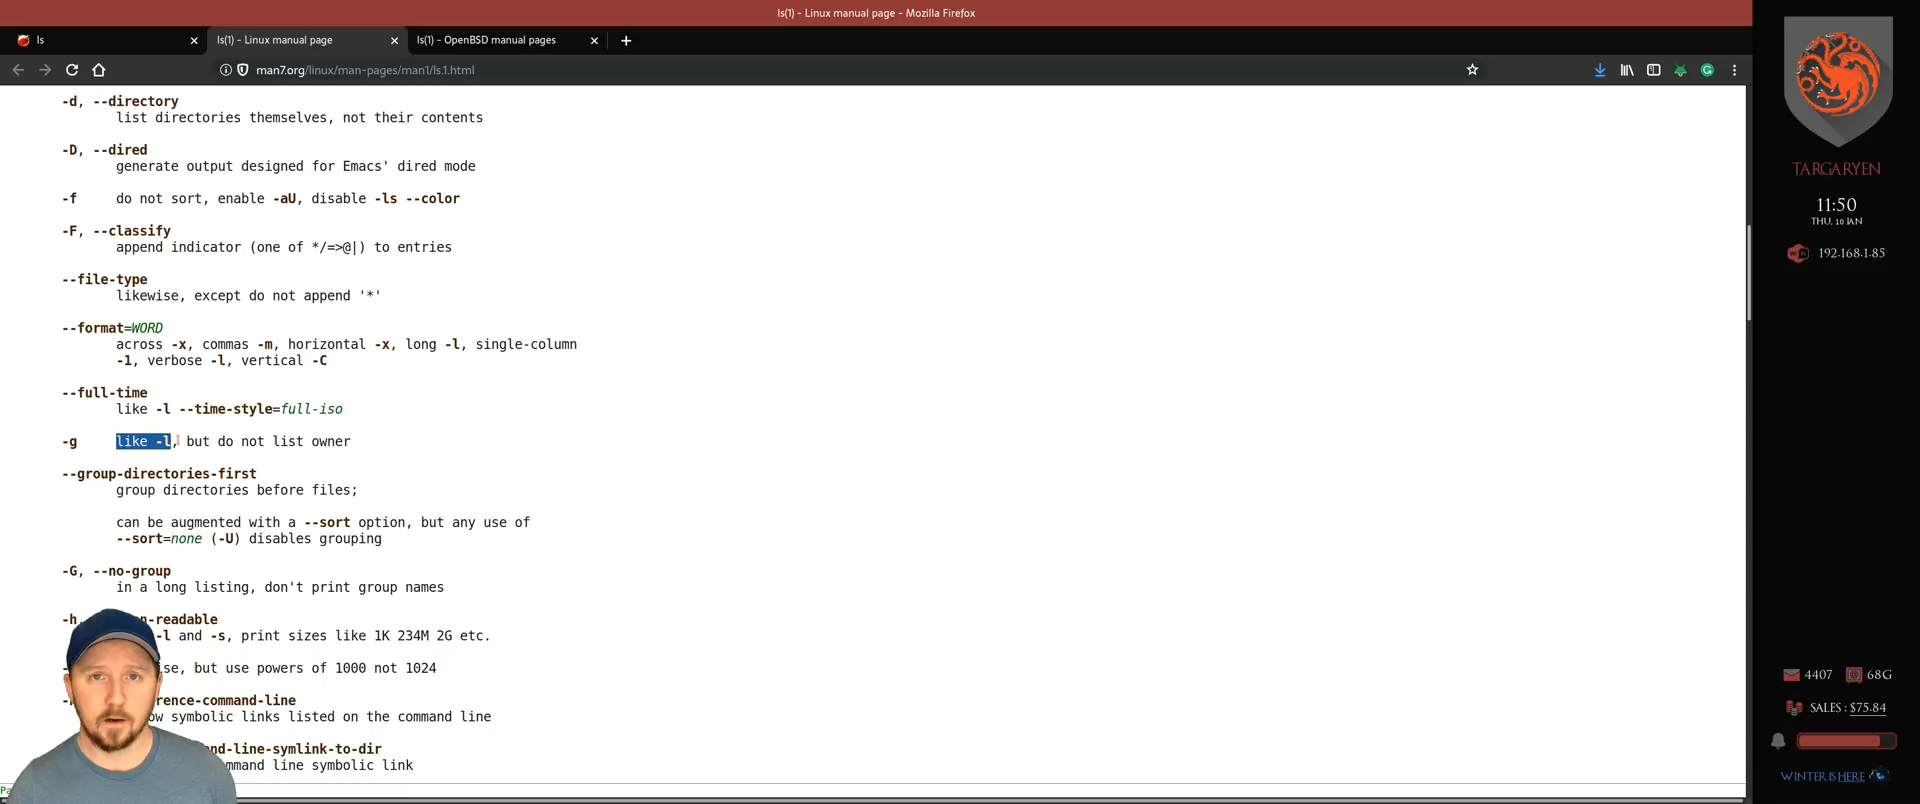 ls(1) - Linux manual page - Mozilla Firefox
ls
ls(1) - Linux manual page
ls(1) - OpenBSD manual pages
man7.org/linux/man-pages/man1/ls.1.html
-d, --directory
list directories themselves, not their contents
-D, --dired
generate output designed for Emacs' dired mode
-f do not sort, enable -aU, disable -ls --color
-F, --classify
append indicator (one of */=>@|) to entries
--file-type
likewise, except do not append '*'
--format=WORD
across -x, commas -m, horizontal -x, long -l, single-column
-1, verbose -l, vertical -C
--full-time
like -l --time-style=full-iso
-g like -l, but do not list owner
--group-directories-first
group directories before files;
can be augmented with a --sort option, but any use of
--sort=none (-U) disables grouping
-G, --no-group
in a long listing, don't print group names
-h readable
-l and -s, print sizes like 1K 234M 2G etc.
but use powers of 1000 not 1024
command-line
symbolic links listed on the command line
line-symlink-to-dir
command line symbolic link
TARGARYEN
11:50
THU, 10 JAN
192.168.1.85
4407 68G
SALES : $75.84
WINTER IS HERE